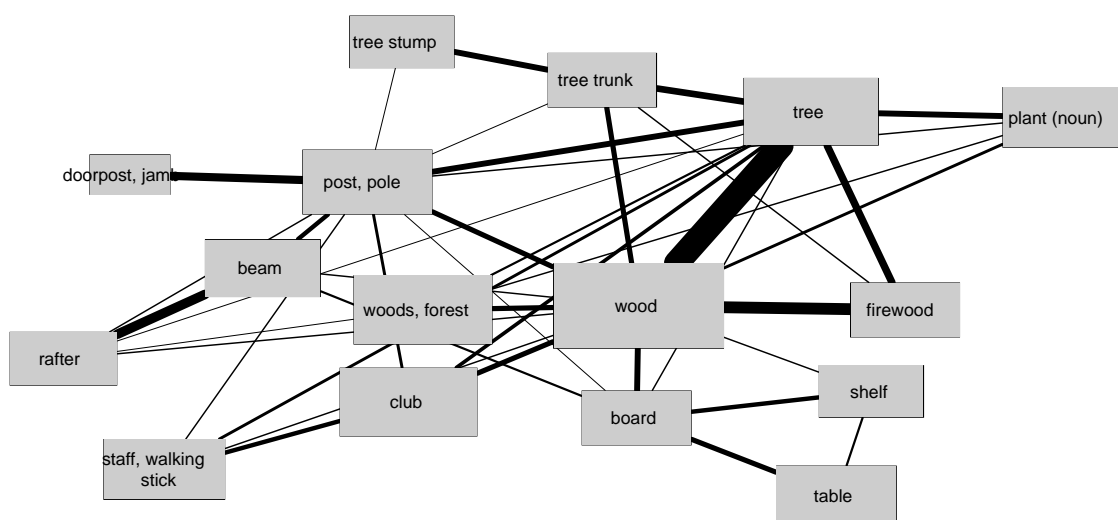 tree stump
tree trunk
tree
plant (noun)
doorpost, jamb
post, pole
beam
woods, forest
wood
firewood
rafter
club
board
shelf
staff, walking
stick
table